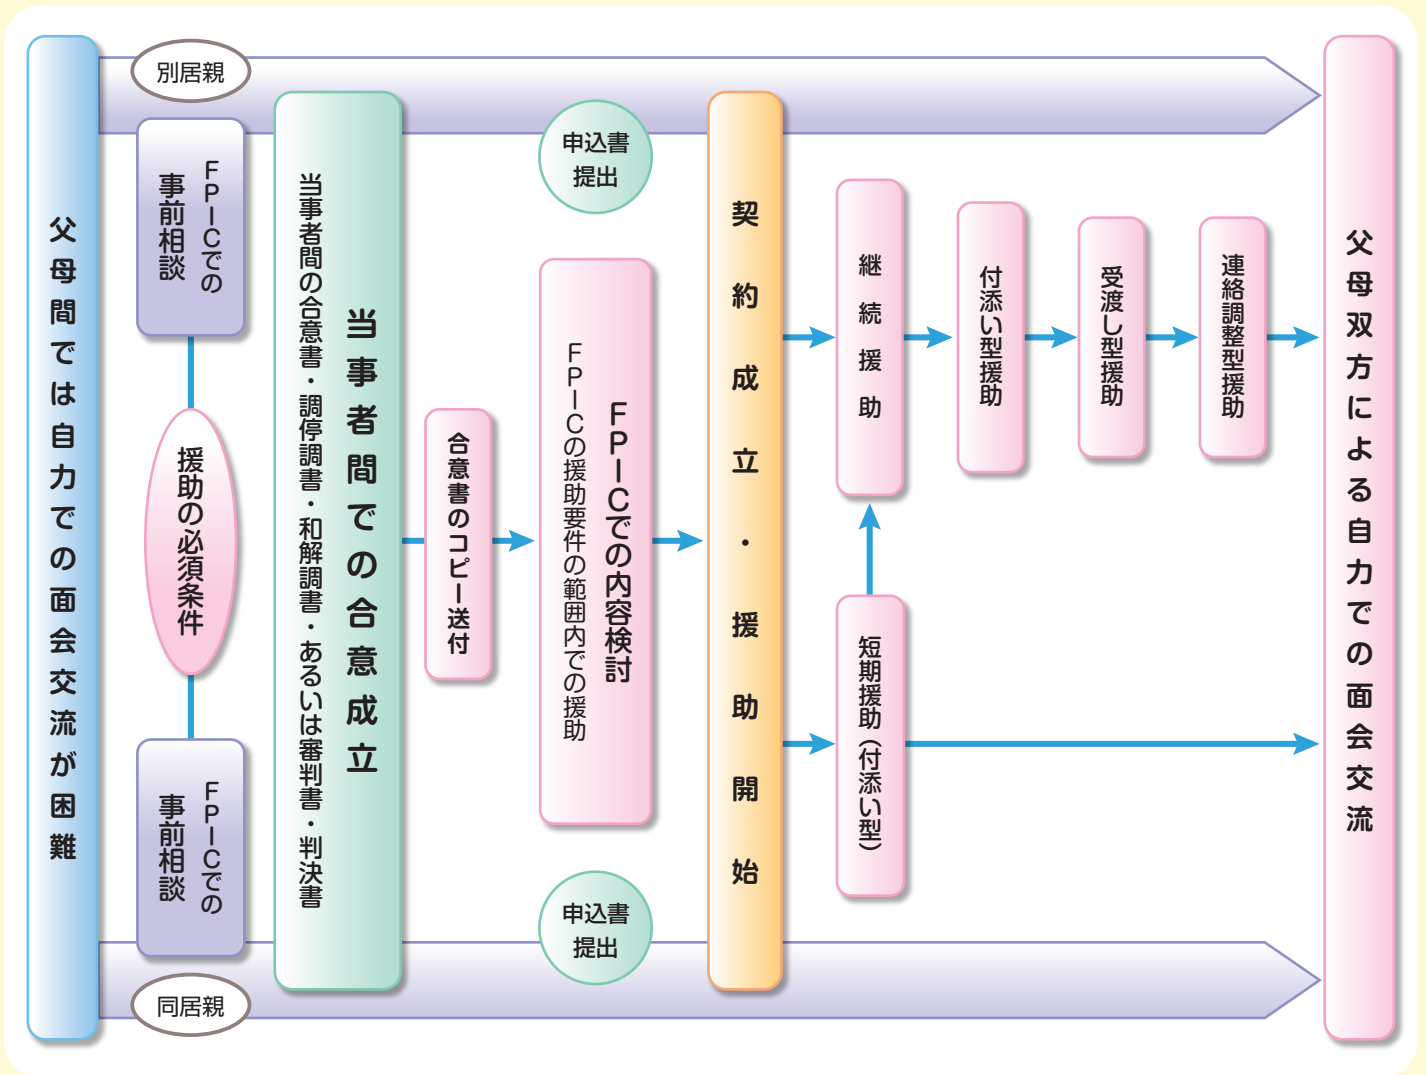 父母間では自力での面会交流が困難
別居親
FPICでの
事前相談
援助の必須条件
FPICでの
事前相談
同居親
当事者間での合意成立
当事者間の合意書・調停調書・和解調書・あるいは審判書・判決書
合意書のコピー送付
申込書
提出
FPICでの内容検討
FPICの援助要件の範囲内での援助
申込書
提出
契約成立・援助開始
継続援助
付添い型援助
受渡し型援助
連絡調整型援助
短期援助(付添い型)
父母双方による自力での面会交流